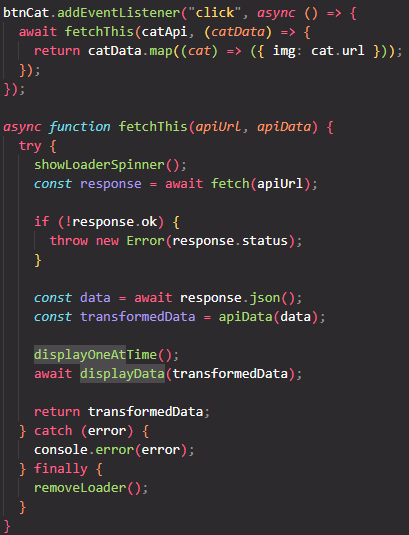 btnCat.addEventListener("click", async () => {
  await fetchThis(catApi, (catData) => {
    return catData.map((cat) => ({ img: cat.url }));
  });
});

async function fetchThis(apiUrl, apiData) {
  try {
    showLoaderSpinner();
    const response = await fetch(apiUrl);

    if (!response.ok) {
      throw new Error(response.status);
    }

    const data = await response.json();
    const transformedData = apiData(data);

    displayOneAtTime();
    await displayData(transformedData);

    return transformedData;
  } catch (error) {
    console.error(error);
  } finally {
    removeLoader();
  }
}